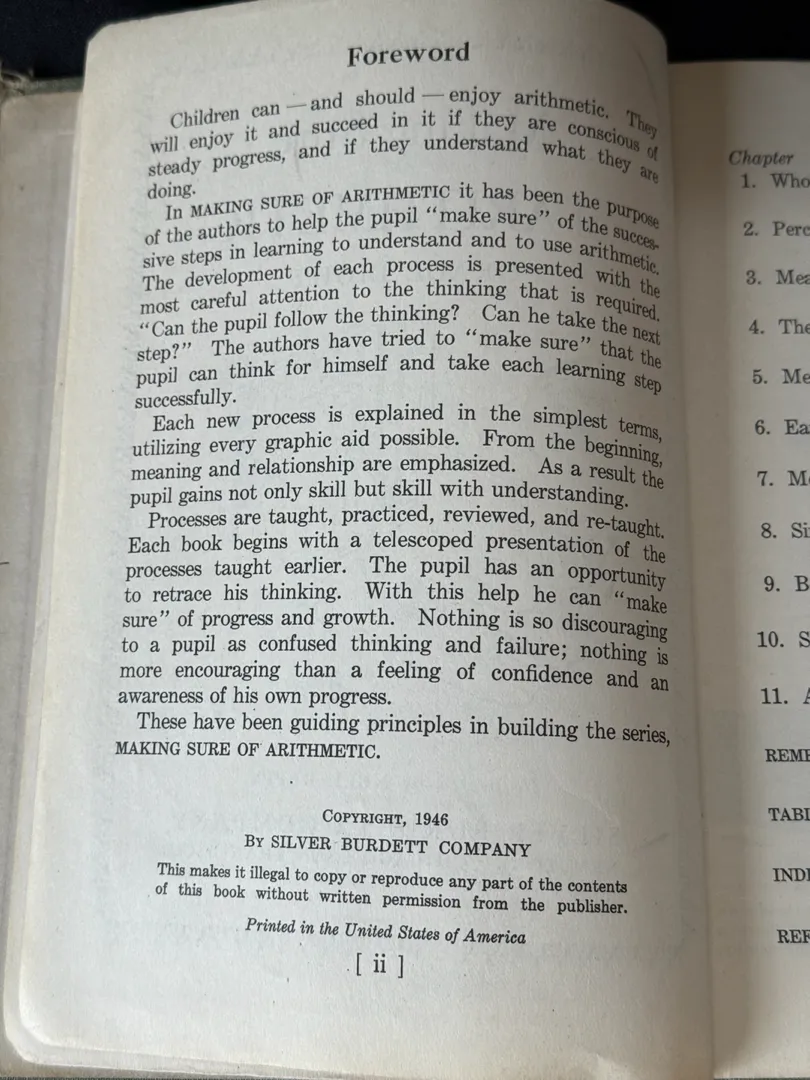 Foreword
Children can — and should — enjoy arithmetic. They
will enjoy it and succeed in it if they are conscious of
steady progress, and if they understand what they are
doing.
In MAKING SURE OF ARITHMETIC it has been the purpose
of the authors to help the pupil “make sure” of the succes-
sive steps in learning to understand and to use arithmetic.
The development of each process is presented with the
most careful attention to the thinking that is required.
“Can the pupil follow the thinking? Can he take the next
step?” The authors have tried to “make sure” that the
pupil can think for himself and take each learning step
successfully.
Each new process is explained in the simplest terms,
utilizing every graphic aid possible. From the beginning,
meaning and relationship are emphasized. As a result the
pupil gains not only skill but skill with understanding.
Processes are taught, practiced, reviewed, and re-taught.
Each book begins with a telescoped presentation of the
processes taught earlier. The pupil has an opportunity
to retrace his thinking. With this help he can “make
sure” of progress and growth. Nothing is so discouraging
to a pupil as confused thinking and failure; nothing is
more encouraging than a feeling of confidence and an
awareness of his own progress.
These have been guiding principles in building the series,
MAKING SURE OF ARITHMETIC.
COPYRIGHT, 1946
BY SILVER BURDETT COMPANY
This makes it illegal to copy or reproduce any part of the contents
of this book without written permission from the publisher.
Printed in the United States of America
[ ii ]
Chapter
1. Who
2. Perc
3. Mea
4. The
5. Me
6. Ea
7. M
8. Si
9. B
10. S
11.
REME
TABL
INDE
REF